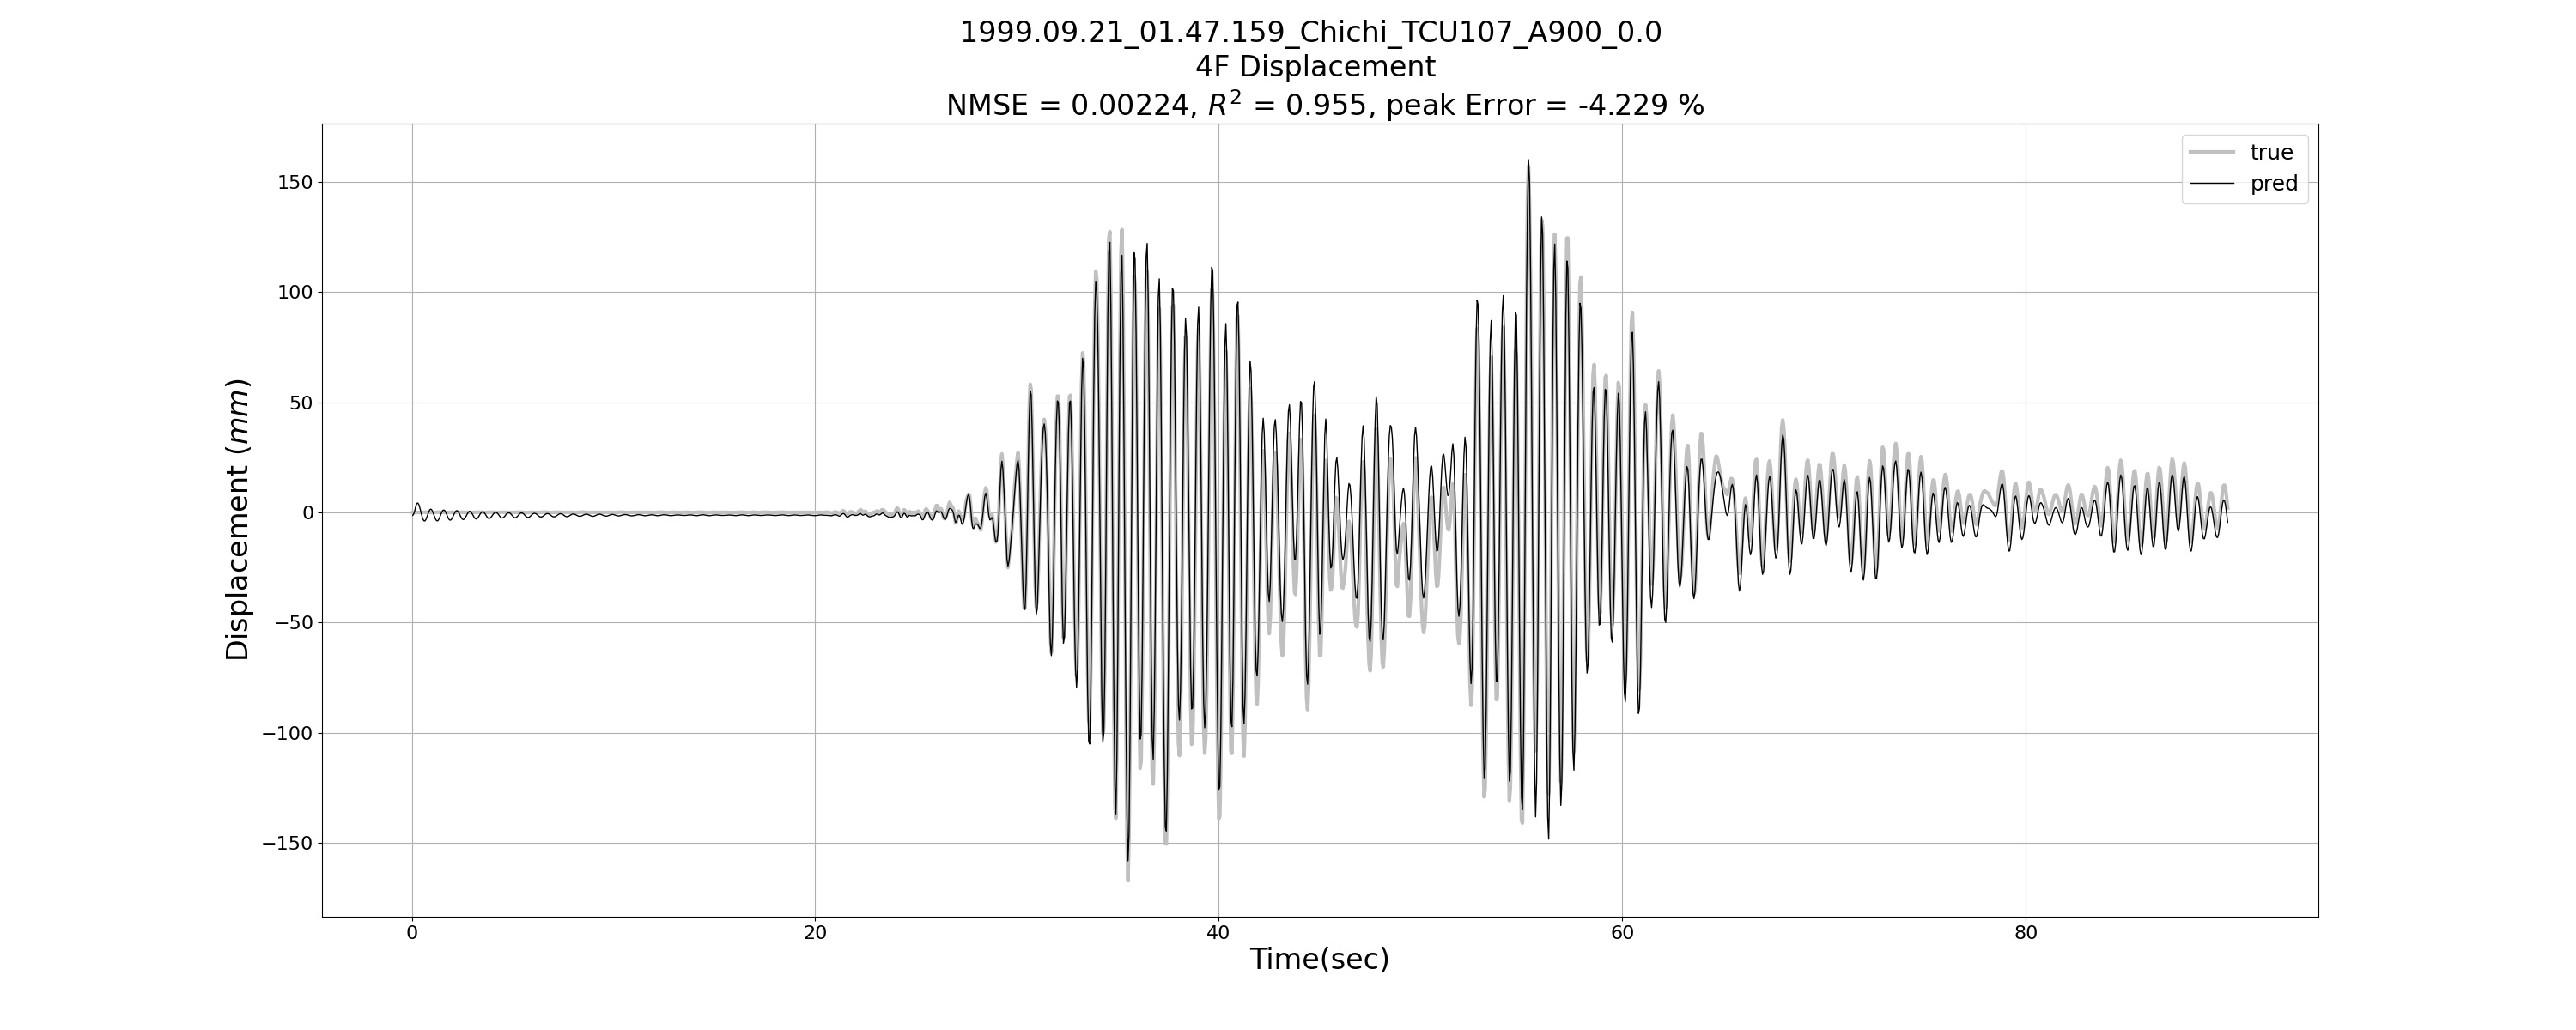 1999.09.21_01.47.159_Chichi_TCU107_A900_0.0
4F Displacement
NMSE = 0.00224, R² = 0.955, peak Error = -4.229 %
true
pred
150
100
50
0
−50
−100
−150
Displacement (mm)
0 20 40 60 80
Time(sec)